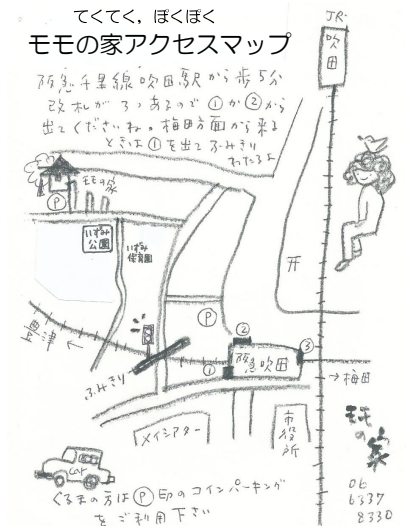 てくてく，ぽくぽく
モモの家アクセスマップ
JR.
吹田
阪急千里線 吹田駅から歩5分
改札が3つあるので①か②から
出てくださいね。梅田方面から来る
ときは①を出てふみきり
わたるよ
モモの家
P
いずみ
公園
いずみ
保育園
P
②
③
①
阪急吹田
←豊津
ふみきり
→梅田
メイシアター
市役所
モモの家
06
6337
8330
くるまの方はⓅ印のコインパーキング
をご利用下さい